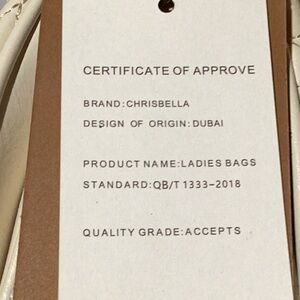 CERTIFICATE OF APPROVE
BRAND:CHRISBELLA
DESIGN OF ORIGIN:DUBAI
PRODUCT NAME:LADIES BAGS
STANDARD:QB/T 1333-2018
QUALITY GRADE:ACCEPTS